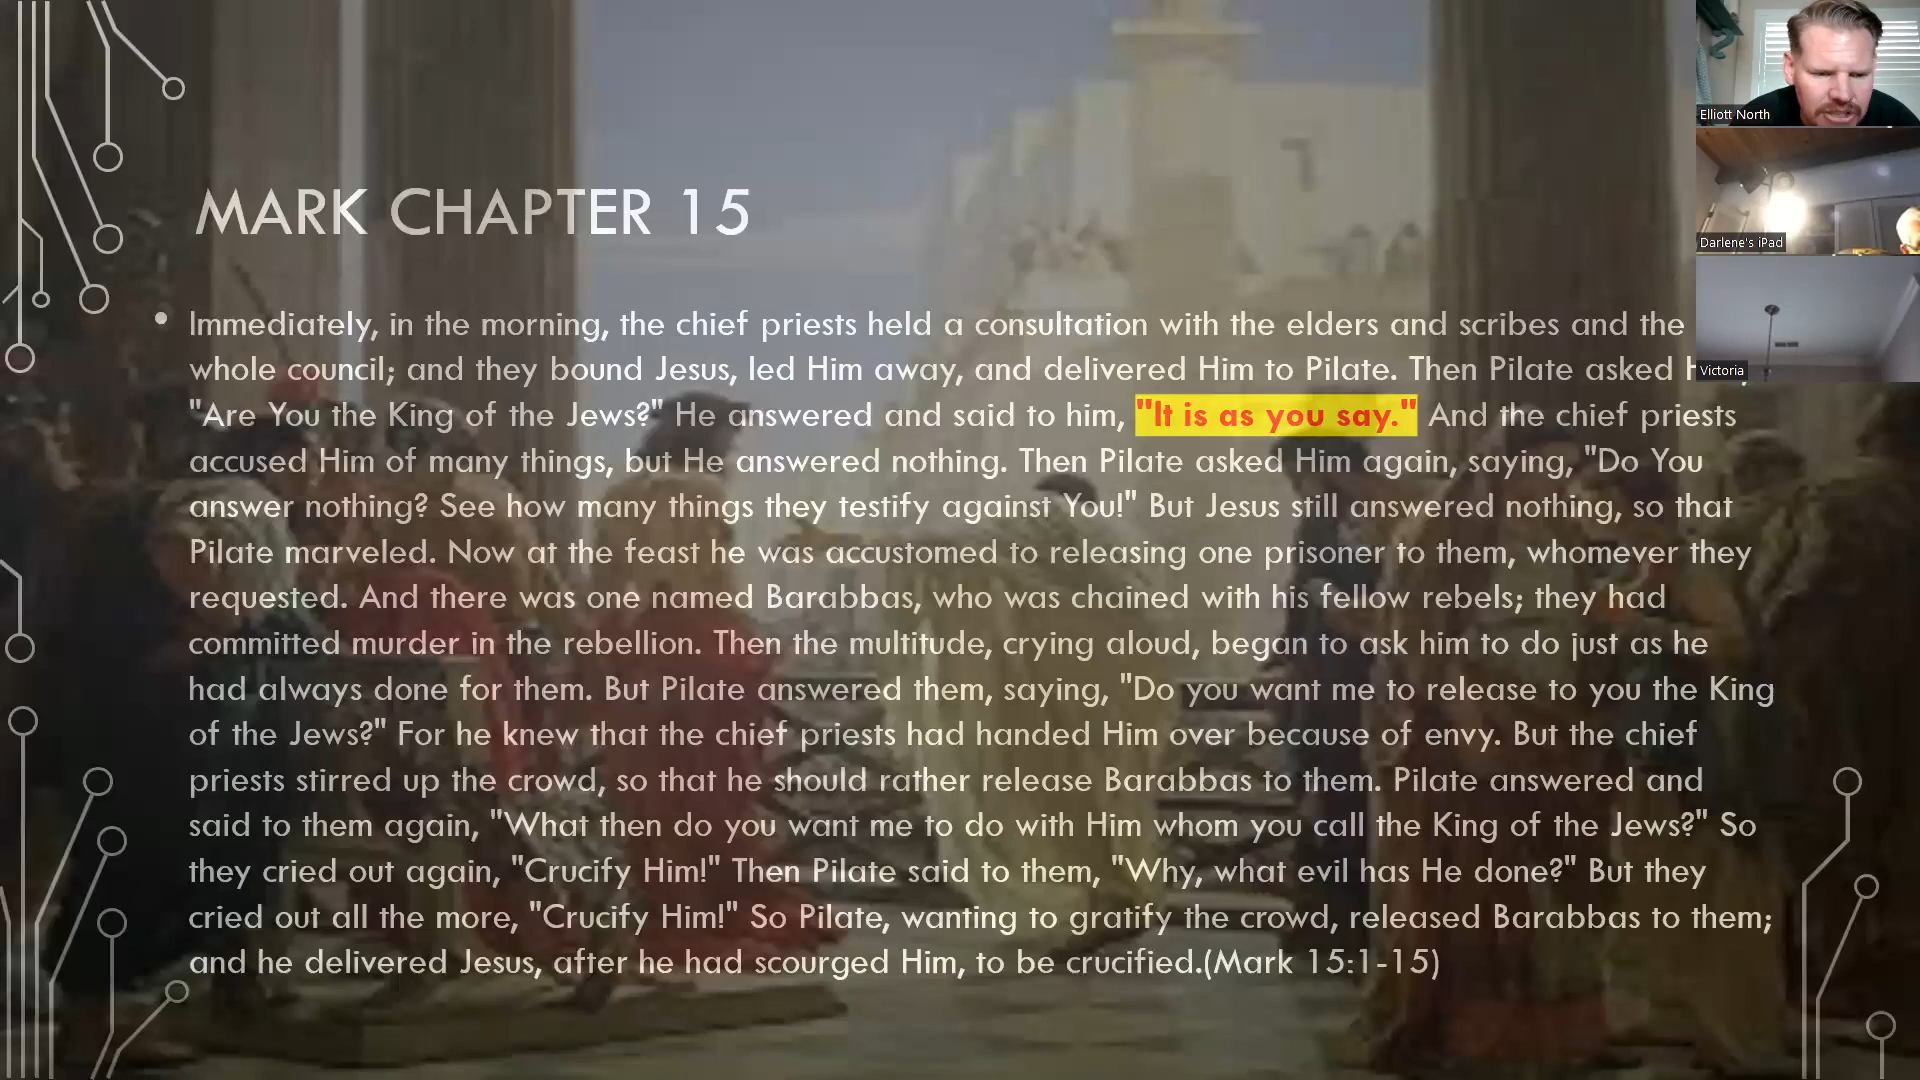 MARK CHAPTER 15
• Immediately, in the morning, the chief priests held a consultation with the elders and scribes and the
whole council; and they bound Jesus, led Him away, and delivered Him to Pilate. Then Pilate asked
"Are You the King of the Jews?" He answered and said to him, "It is as you say." And the chief priests
accused Him of many things, but He answered nothing. Then Pilate asked Him again, saying, "Do You
answer nothing? See how many things they testify against You!" But Jesus still answered nothing, so that
Pilate marveled. Now at the feast he was accustomed to releasing one prisoner to them, whomever they
requested. And there was one named Barabbas, who was chained with his fellow rebels; they had
committed murder in the rebellion. Then the multitude, crying aloud, began to ask him to do just as he
had always done for them. But Pilate answered them, saying, "Do you want me to release to you the King
of the Jews?" For he knew that the chief priests had handed Him over because of envy. But the chief
priests stirred up the crowd, so that he should rather release Barabbas to them. Pilate answered and
said to them again, "What then do you want me to do with Him whom you call the King of the Jews?" So
they cried out again, "Crucify Him!" Then Pilate said to them, "Why, what evil has He done?" But they
cried out all the more, "Crucify Him!" So Pilate, wanting to gratify the crowd, released Barabbas to them;
and he delivered Jesus, after he had scourged Him, to be crucified.(Mark 15:1-15)
Elliott North
Darlene's iPad
Victoria